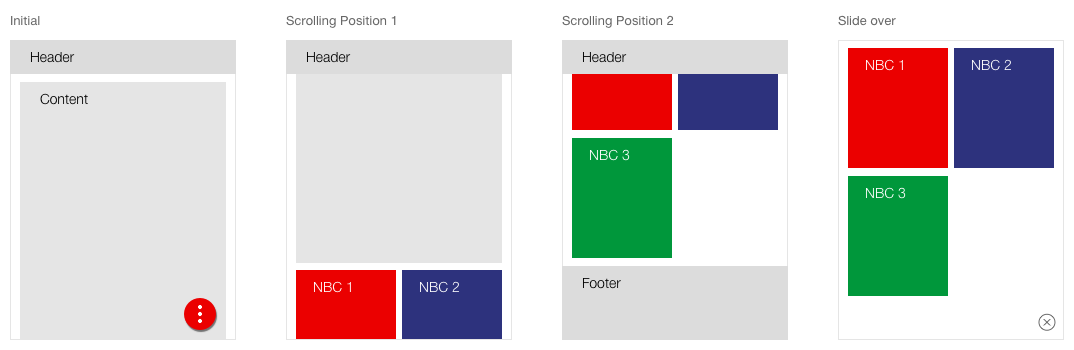 Initial
Header
Content
Scrolling Position 1
Header
NBC 1
NBC 2
Scrolling Position 2
Header
NBC 3
Footer
Slide over
NBC 1
NBC 2
NBC 3